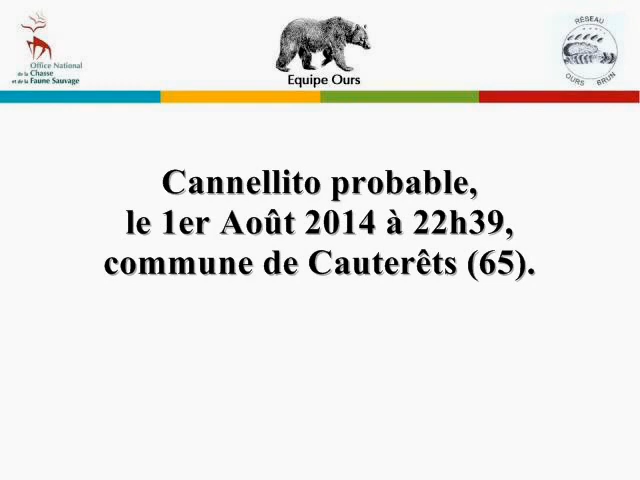 Office National
de la Chasse
et de la Faune Sauvage
Equipe Ours
RÉSEAU
OURS BRUN
Cannellito probable,
le 1er Août 2014 à 22h39,
commune de Cauterêts (65).